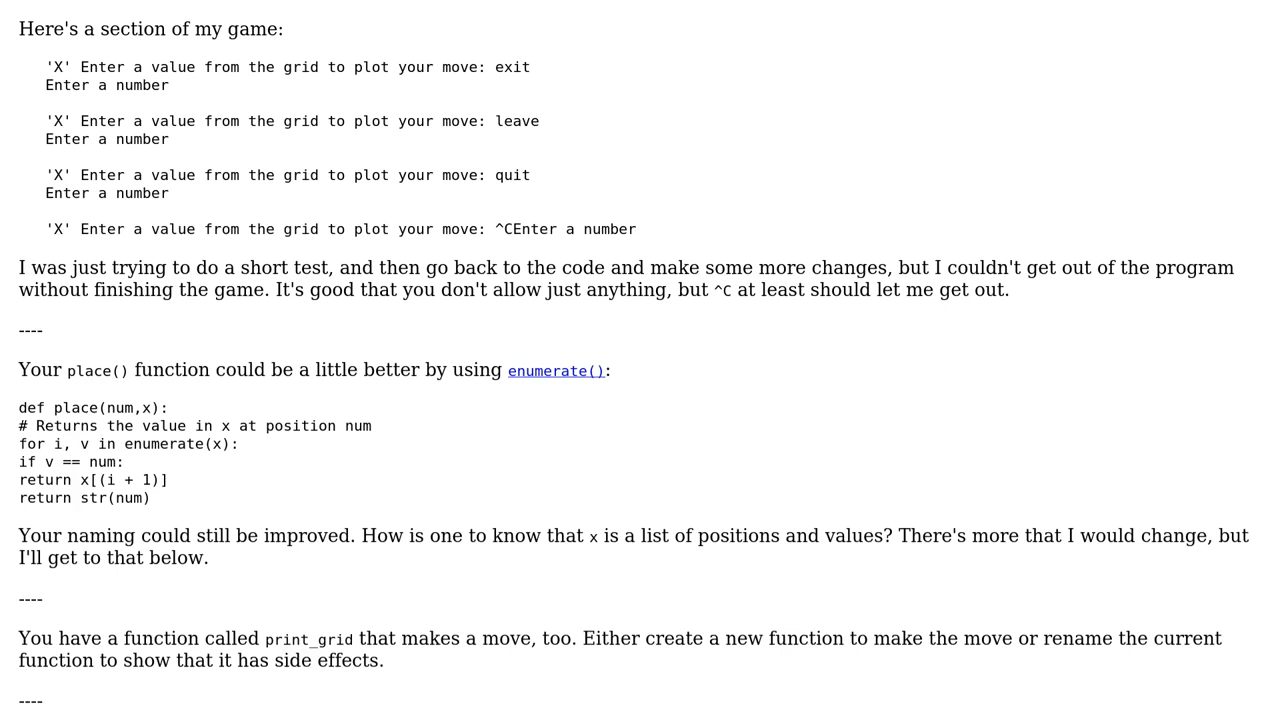 Here's a section of my game:
'X' Enter a value from the grid to plot your move: exit
Enter a number
'X' Enter a value from the grid to plot your move: leave
Enter a number
'X' Enter a value from the grid to plot your move: quit
Enter a number
'X' Enter a value from the grid to plot your move: ^CEnter a number
I was just trying to do a short test, and then go back to the code and make some more changes, but I couldn't get out of the program
without finishing the game. It's good that you don't allow just anything, but ^C at least should let me get out.
----
Your place() function could be a little better by using enumerate():
def place(num,x):
# Returns the value in x at position num
for i, v in enumerate(x):
if v == num:
return x[(i + 1)]
return str(num)
Your naming could still be improved. How is one to know that x is a list of positions and values? There's more that I would change, but
I'll get to that below.
----
You have a function called print_grid that makes a move, too. Either create a new function to make the move or rename the current
function to show that it has side effects.
----